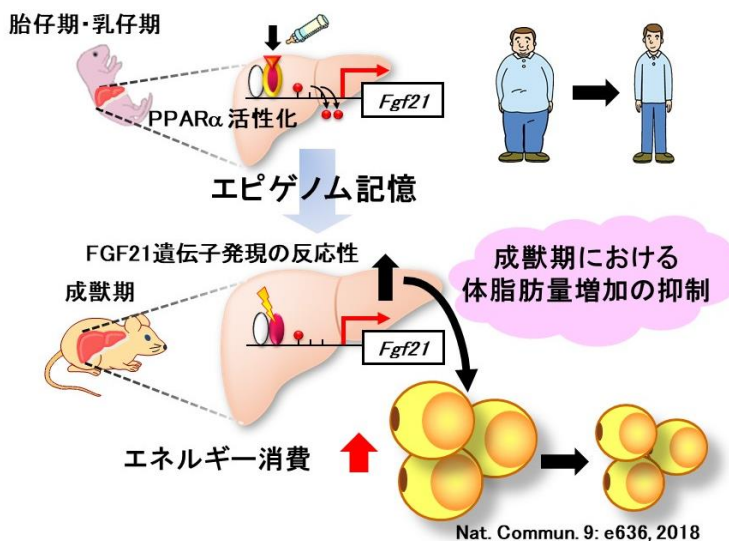 胎仔期・乳仔期
PPARα 活性化
Fgf21
エピゲノム記憶
FGF21遺伝子発現の反応性
成獣期
Fgf21
成獣期における
体脂肪量増加の抑制
エネルギー消費
Nat. Commun. 9: e636, 2018